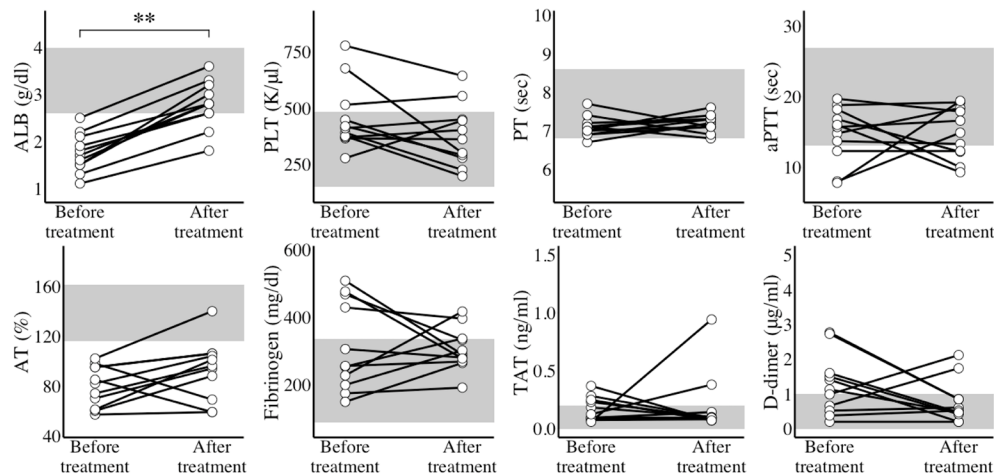 **
ALB (g/dl)
4
3
2
1
Before treatment
After treatment
PLT (K/μl)
750
500
250
Before treatment
After treatment
PT (sec)
10
9
8
7
6
Before treatment
After treatment
aPTT (sec)
30
20
10
Before treatment
After treatment
AT (%)
160
120
80
40
Before treatment
After treatment
Fibrinogen (mg/dl)
600
400
200
Before treatment
After treatment
TAT (ng/ml)
1.5
1.0
0.5
0.0
Before treatment
After treatment
D-dimer (μg/ml)
5
4
3
2
1
0
Before treatment
After treatment